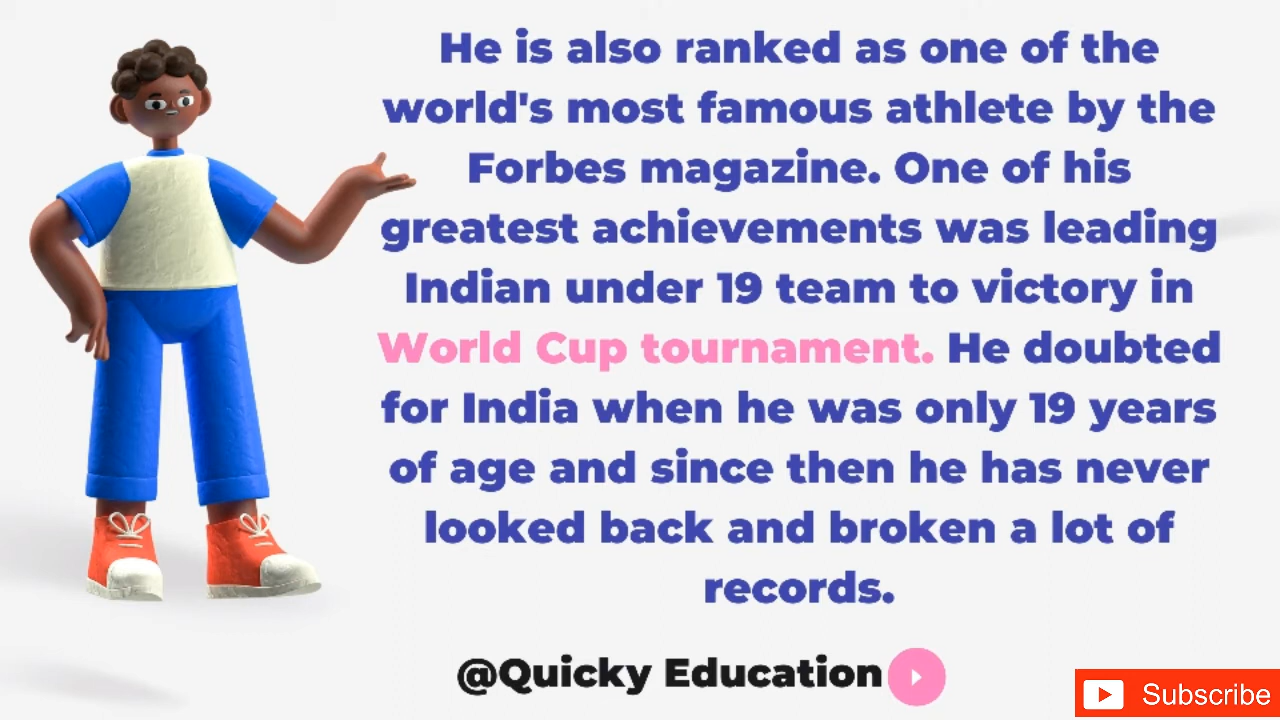 He is also ranked as one of the
world's most famous athlete by the
Forbes magazine. One of his
greatest achievements was leading
Indian under 19 team to victory in
World Cup tournament. He doubted
for India when he was only 19 years
of age and since then he has never
looked back and broken a lot of
records.
@Quicky Education
Subscribe